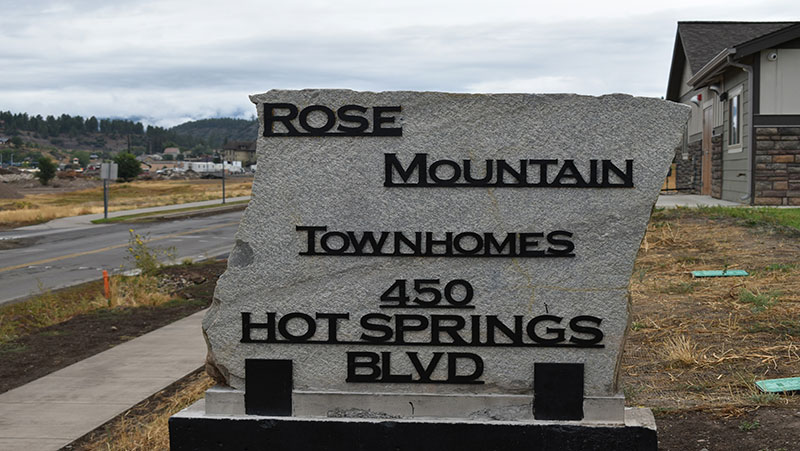 ROSE
MOUNTAIN
TOWNHOMES
450
HOT SPRINGS
BLVD